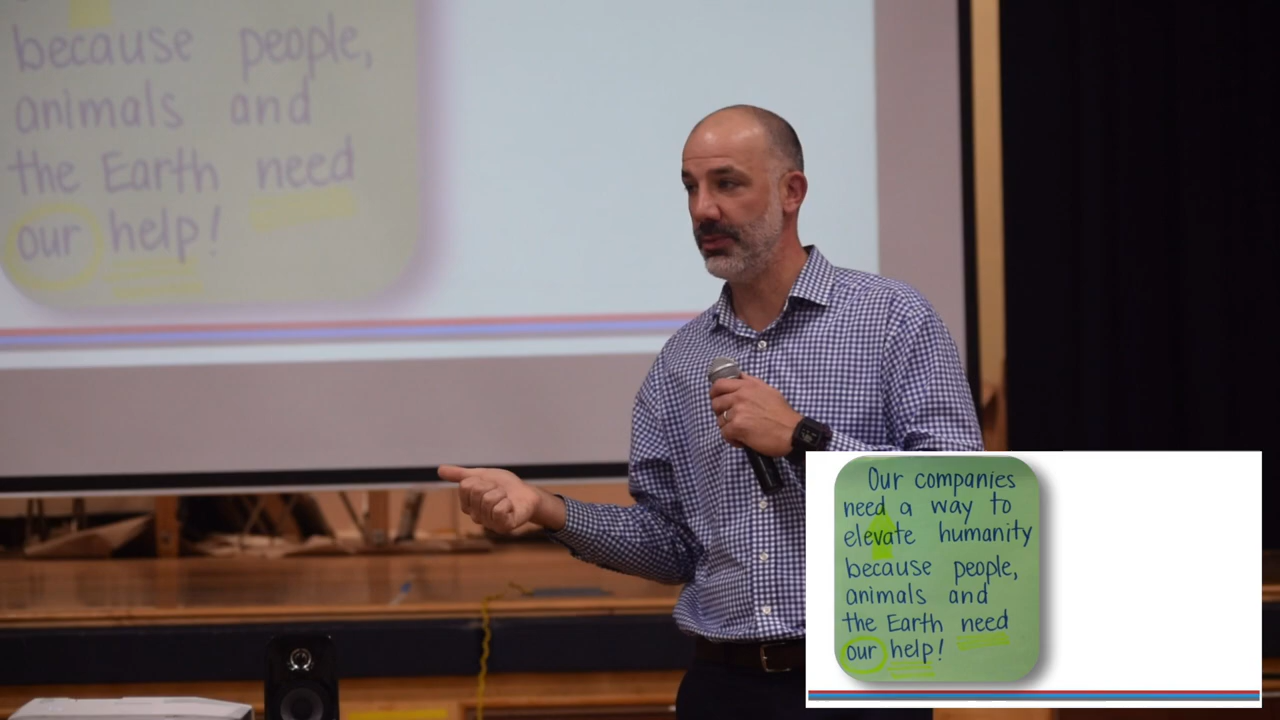 because people,
animals and
the Earth need
our help!
Our companies
need a way to
elevate humanity
because people,
animals and
the Earth need
our help!